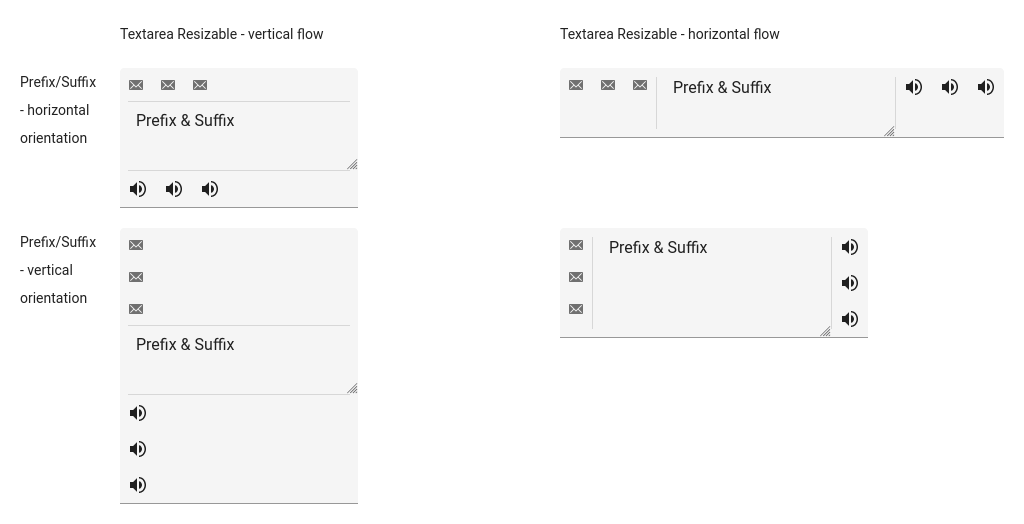 Textarea Resizable - vertical flow
Textarea Resizable - horizontal flow
Prefix/Suffix
- horizontal
orientation
Prefix & Suffix
Prefix & Suffix
Prefix/Suffix
- vertical
orientation
Prefix & Suffix
Prefix & Suffix